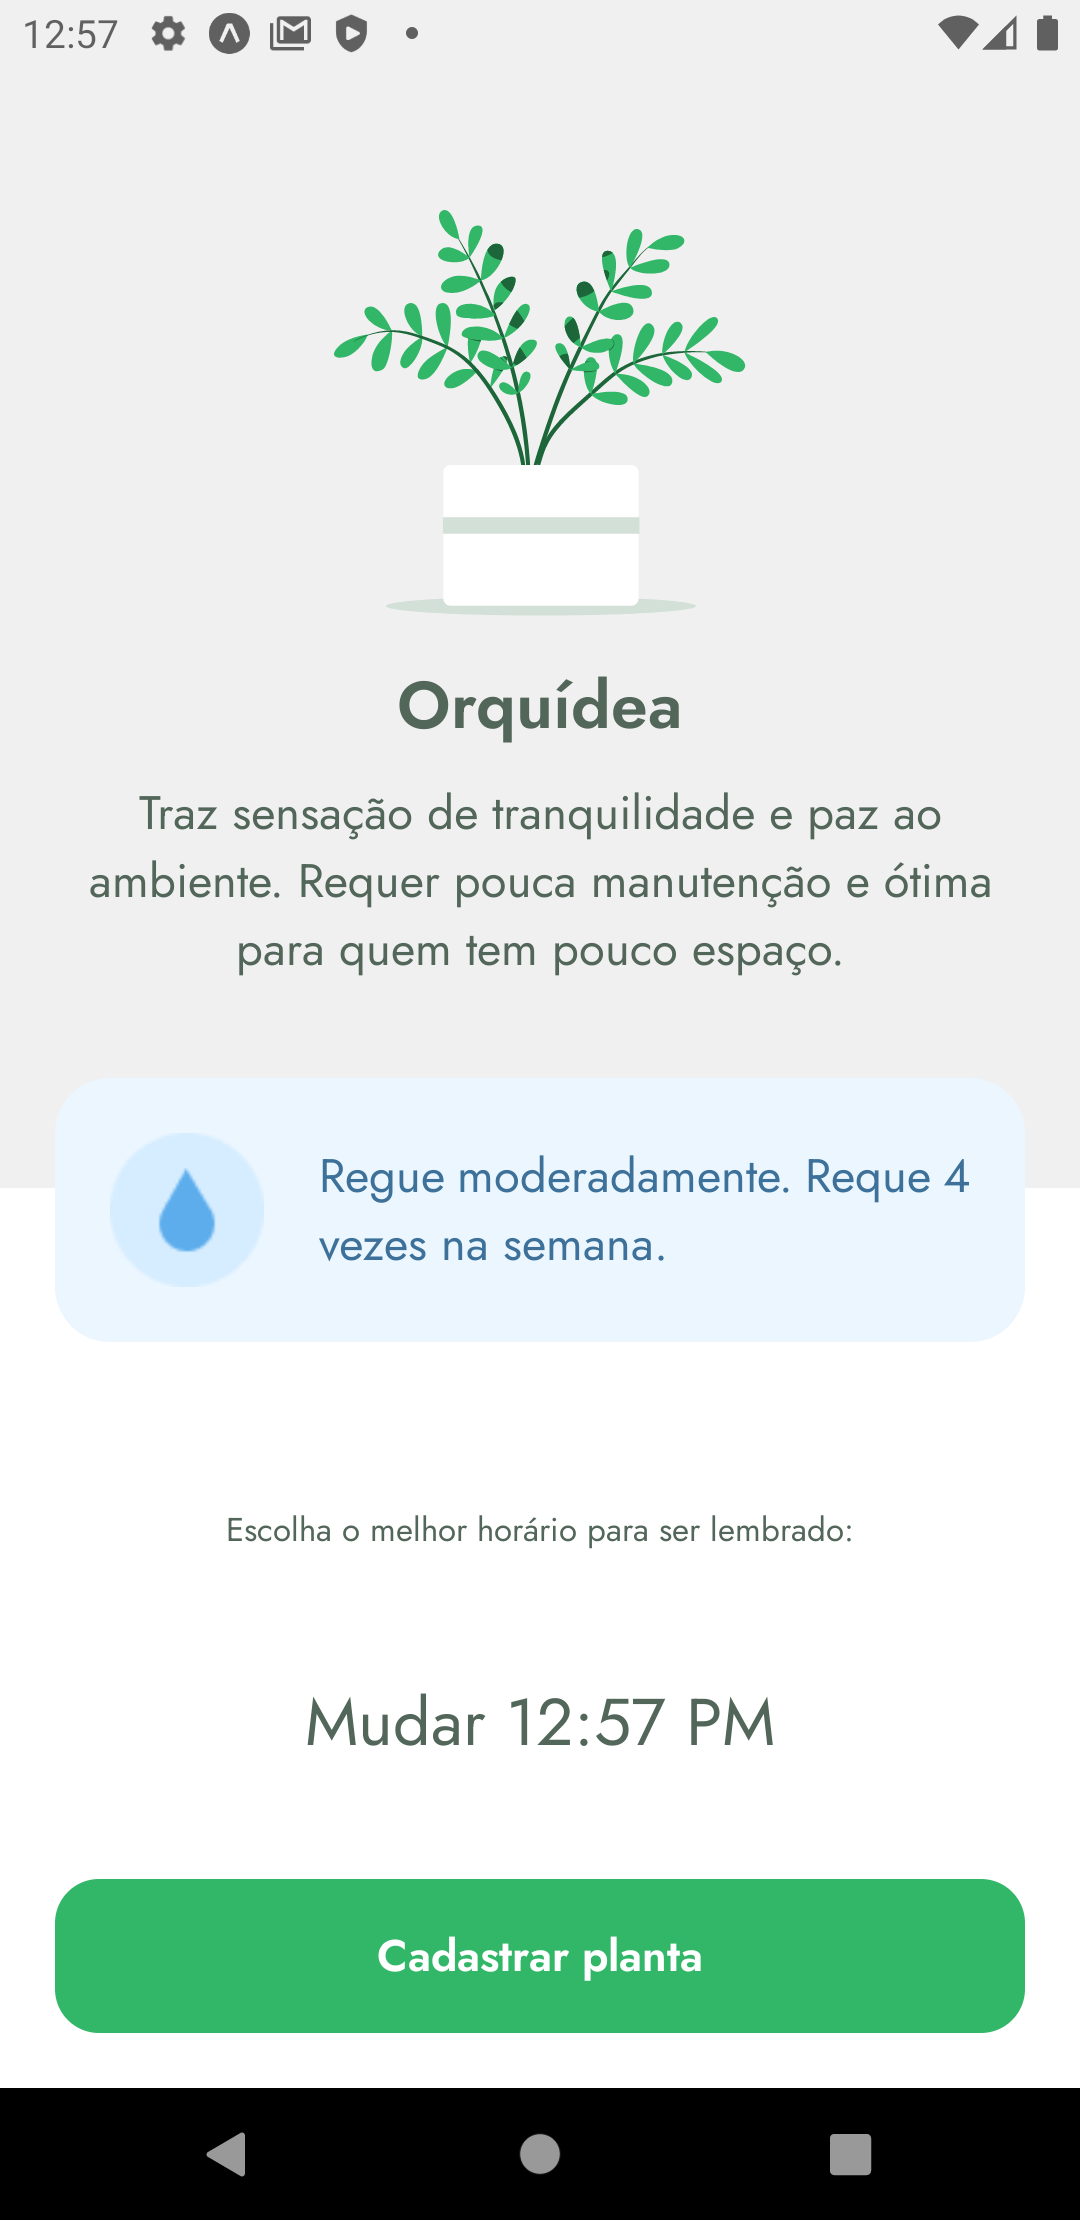 12:57
Orquídea
Traz sensação de tranquilidade e paz ao
ambiente. Requer pouca manutenção e ótima
para quem tem pouco espaço.
Regue moderadamente. Reque 4
vezes na semana.
Escolha o melhor horário para ser lembrado:
Mudar 12:57 PM
Cadastrar planta